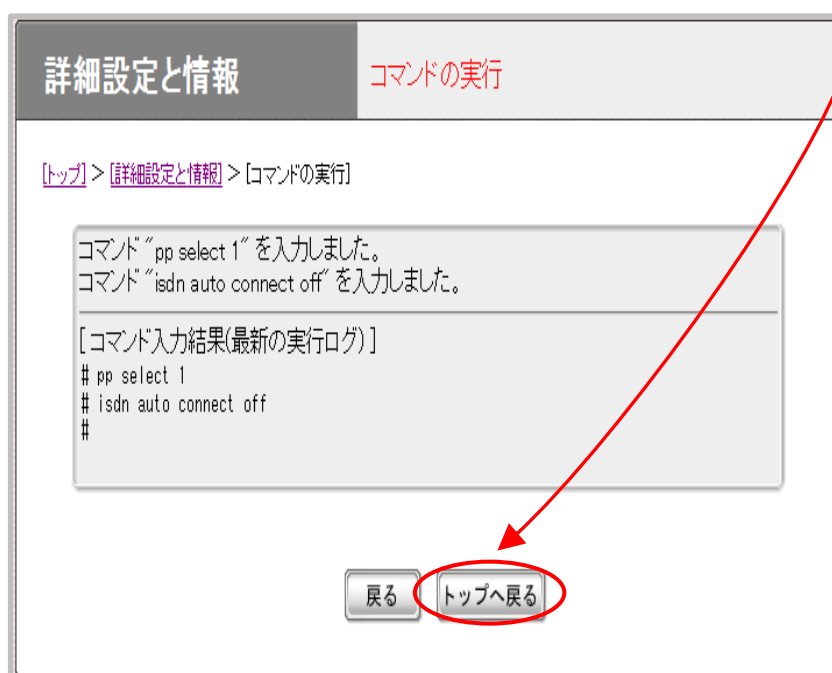 詳細設定と情報
コマンドの実行
[トップ] > [詳細設定と情報] > [コマンドの実行]
コマンド "pp select 1" を入力しました。
コマンド "isdn auto connect off" を入力しました。
[コマンド入力結果(最新の実行ログ)]
# pp select 1
# isdn auto connect off
#
戻る トップへ戻る